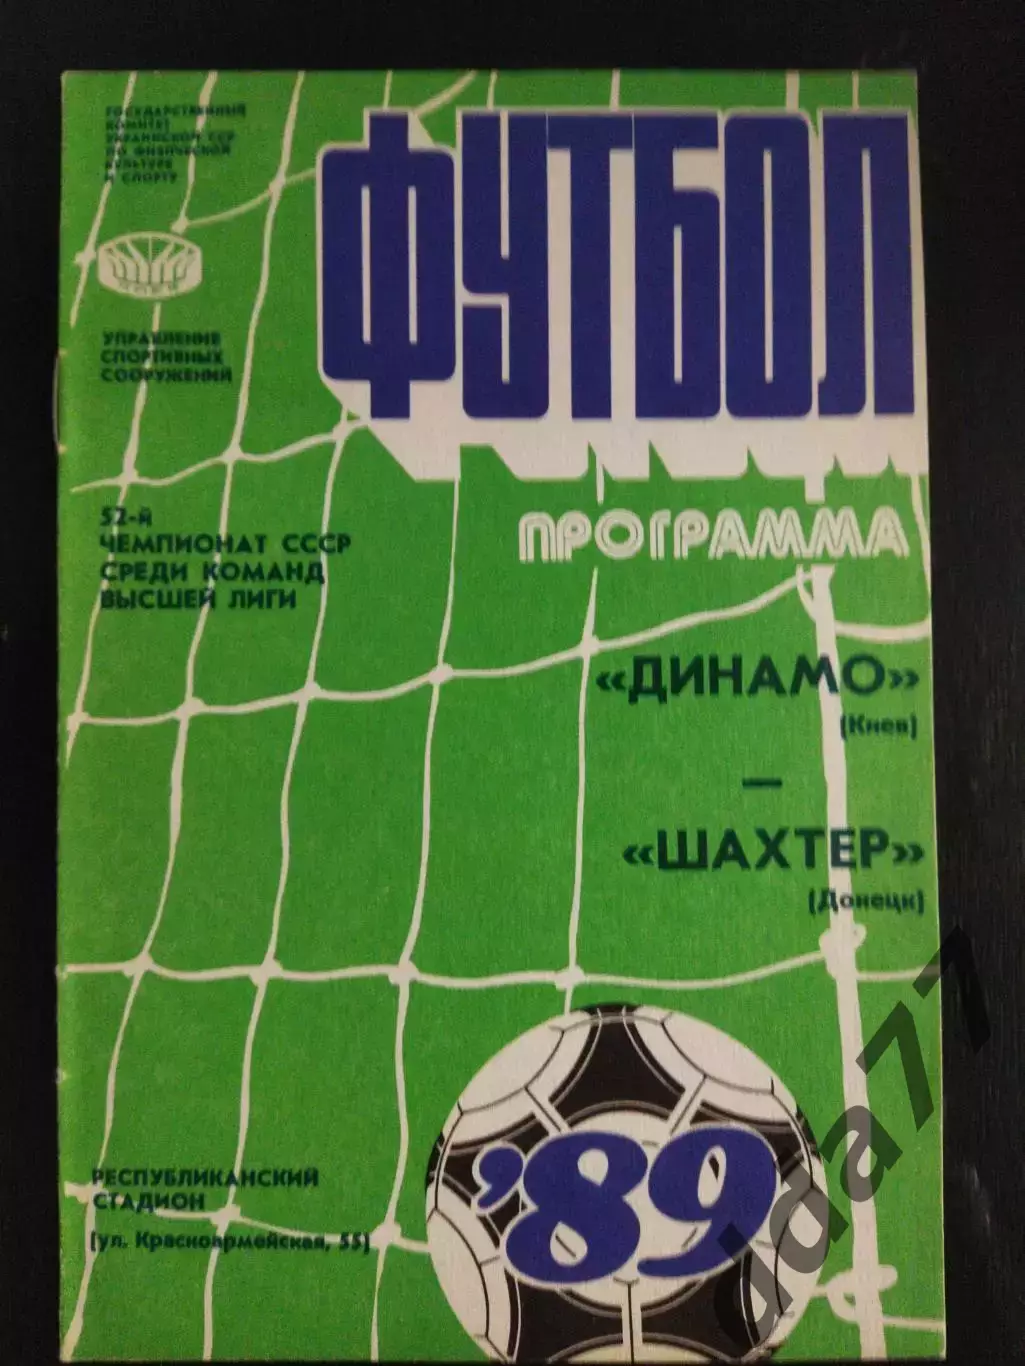 ГОСУДАРСТВЕННЫЙ
КОМИТЕТ
УКРАИНСКОЙ ССР
ПО ФИЗИЧЕСКОЙ
КУЛЬТУРЕ
И СПОРТУ
ФУТБОЛ
УПРАВЛЕНИЕ
СПОРТИВНЫХ
СООРУЖЕНИЙ
52-й
ЧЕМПИОНАТ СССР
СРЕДИ КОМАНД
ВЫСШЕЙ ЛИГИ
ПРОГРАММА
«ДИНАМО»
(Киев)
—
«ШАХТЕР»
(Донецк)
РЕСПУБЛИКАНСКИЙ
СТАДИОН
(ул. Красноармейская, 55)
'89
dda77